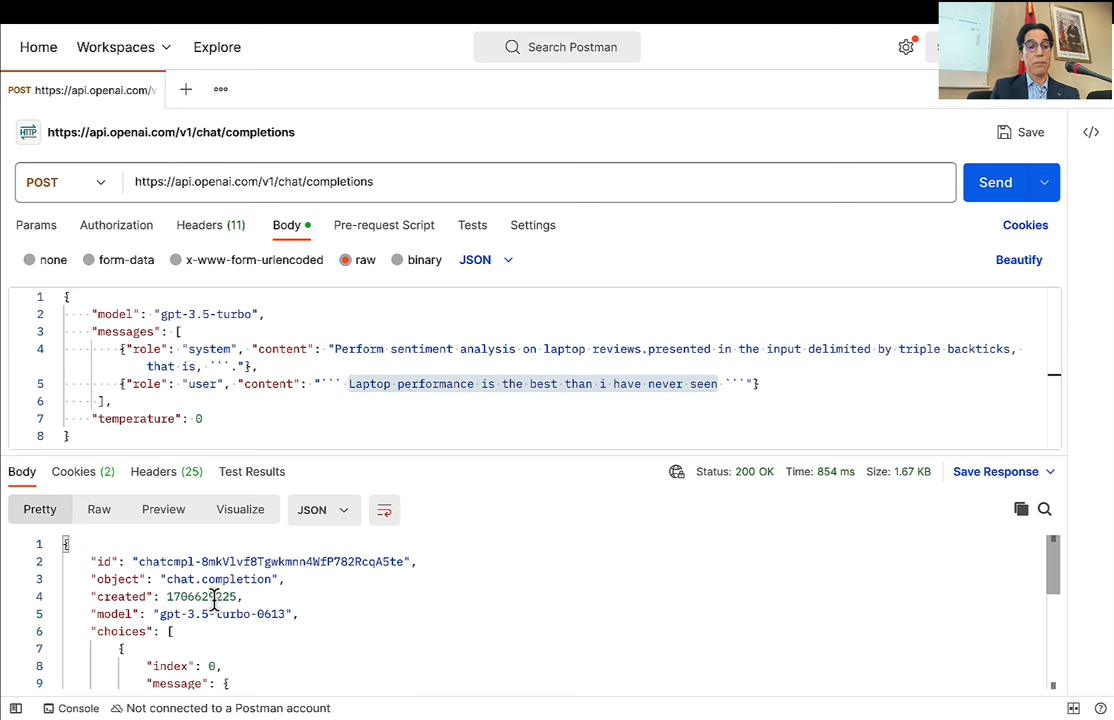 Home Workspaces Explore Search Postman
POST https://api.openai.com/v
https://api.openai.com/v1/chat/completions Save
POST https://api.openai.com/v1/chat/completions Send
Params Authorization Headers (11) Body Pre-request Script Tests Settings Cookies
none form-data x-www-form-urlencoded raw binary JSON Beautify
1 {
2 "model": "gpt-3.5-turbo",
3 "messages": [
4 {"role": "system", "content": "Perform sentiment analysis on laptop reviews.presented in the input delimited by triple backticks,
that is, ```."},
5 {"role": "user", "content": "``` Laptop performance is the best than i have never seen ```"}
6 ],
7 "temperature": 0
8 }
Body Cookies (2) Headers (25) Test Results Status: 200 OK Time: 854 ms Size: 1.67 KB Save Response
Pretty Raw Preview Visualize JSON
1 {
2 "id": "chatcmpl-8mkVlvf8Tgwkmnn4WfP782RcqA5te",
3 "object": "chat.completion",
4 "created": 1706629225,
5 "model": "gpt-3.5-turbo-0613",
6 "choices": [
7 {
8 "index": 0,
9 "message": {
Console Not connected to a Postman account